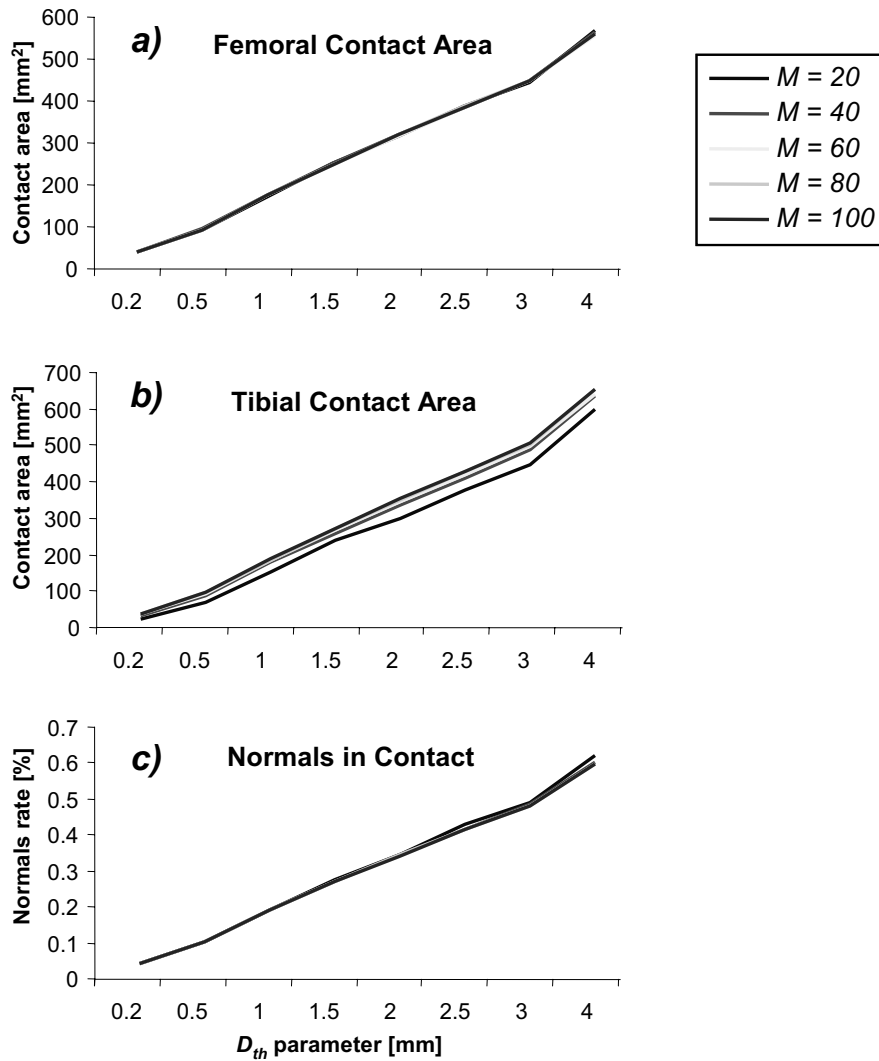 a) Femoral Contact Area
Contact area [mm²]
600
500
400
300
200
100
0
0.2 0.5 1 1.5 2 2.5 3 4
M = 20
M = 40
M = 60
M = 80
M = 100
b) Tibial Contact Area
Contact area [mm²]
700
600
500
400
300
200
100
0
0.2 0.5 1 1.5 2 2.5 3 4
c) Normals in Contact
Normals rate [%]
0.7
0.6
0.5
0.4
0.3
0.2
0.1
0
0.2 0.5 1 1.5 2 2.5 3 4
D_th parameter [mm]